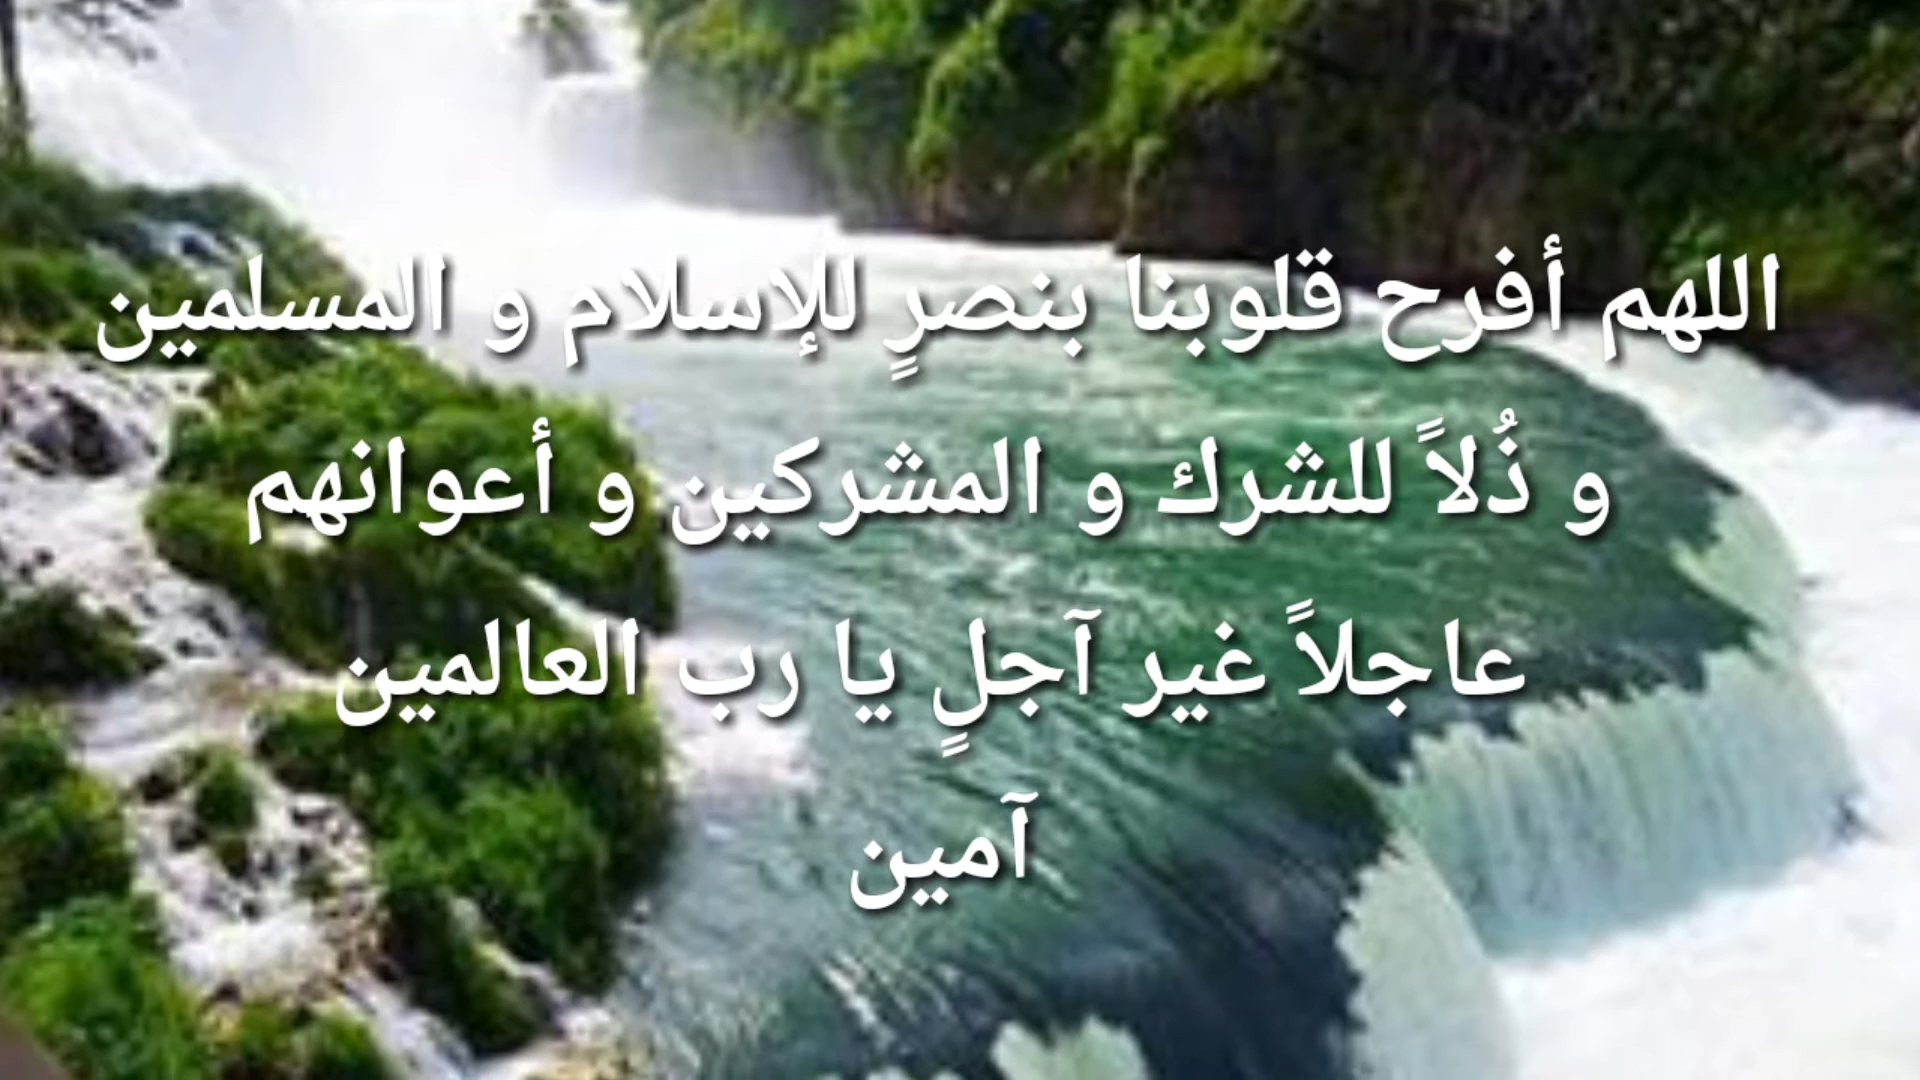 اللهم أفرح قلوبنا بنصرٍ للإسلام و المسلمين
و ذُلاً للشرك و المشركين و أعوانهم
عاجلاً غير آجلٍ يا رب العالمين
آمين